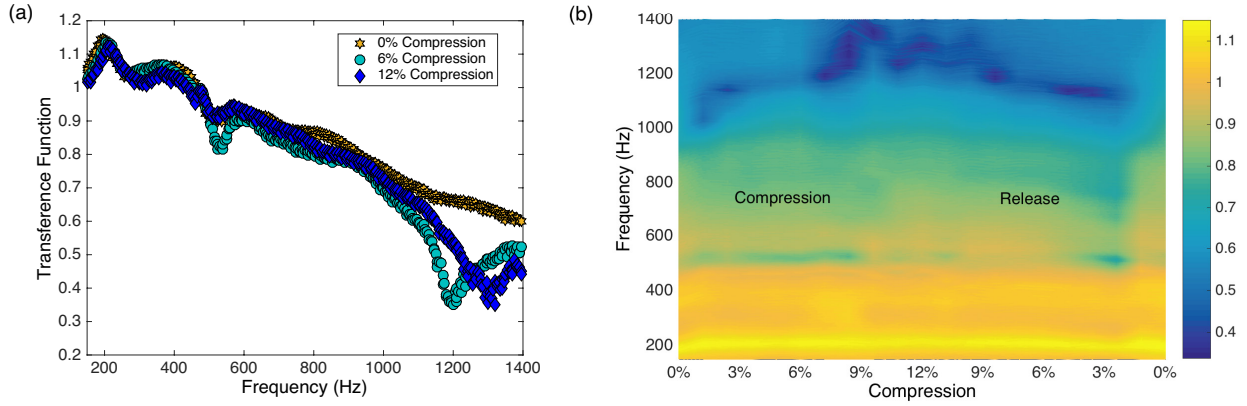 (a)
1.2
1.1
1
0.9
0.8
0.7
0.6
0.5
0.4
0.3
0.2
Transference Function
0% Compression
6% Compression
12% Compression
200 400 600 800 1000 1200 1400
Frequency (Hz)
(b)
1400
1200
1000
800
600
400
200
Frequency (Hz)
Compression Release
0% 3% 6% 9% 12% 9% 6% 3% 0%
Compression
1.1
1
0.9
0.8
0.7
0.6
0.5
0.4